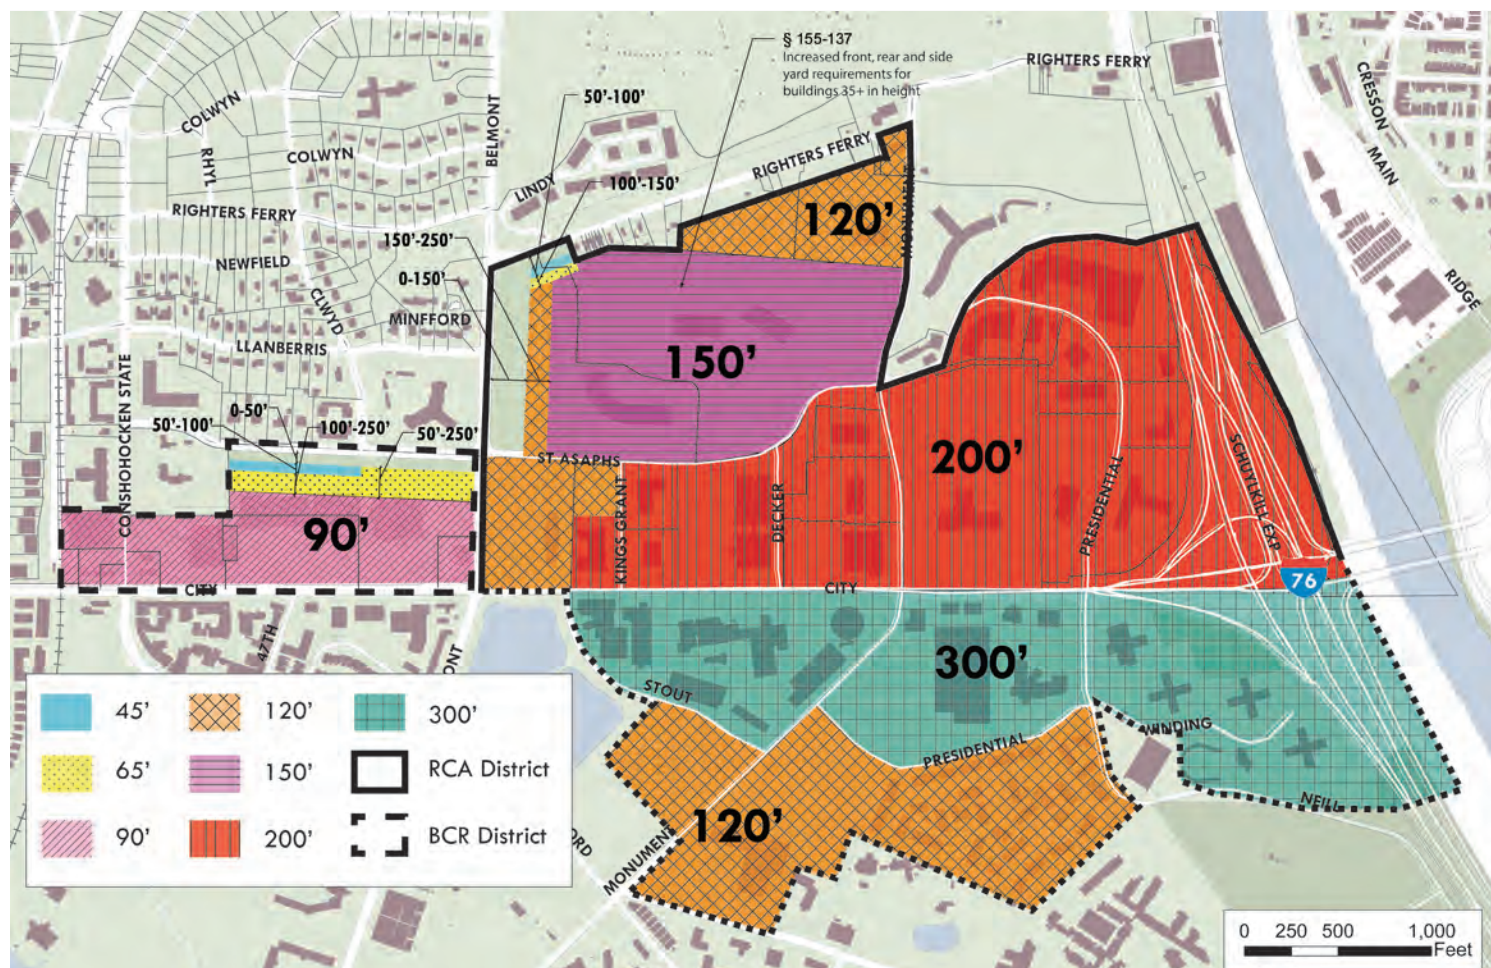 § 155-137
Increased front, rear and side
yard requirements for
buildings 35+ in height
RIGHTERS FERRY
CRESSON
MAIN
RIDGE
COLWYN
RHYL
COLWYN
BELMONT
50'-100'
LINDY
RIGHTERS FERRY
100'-150'
120'
MONUMENT
RIGHTERS FERRY
150'-250'
NEWFIELD
0-150'
CLWYD
MINFFORD
LLANBERRIS
150'
CONSHOHOCKEN STATE
0-50'
50'-100'
100'-250'
50'-250'
ST ASAPHS
200'
SCHUYLKILL EXP
PRESIDENTIAL
KINGS GRANT
DECKER
90'
CITY
CITY
76
47TH
ONT
300'
STOUT
WINDING
PRESIDENTIAL
NEILL
120'
MONUMENT
ORD
45'
120'
300'
65'
150'
RCA District
90'
200'
BCR District
0 250 500 1,000
Feet